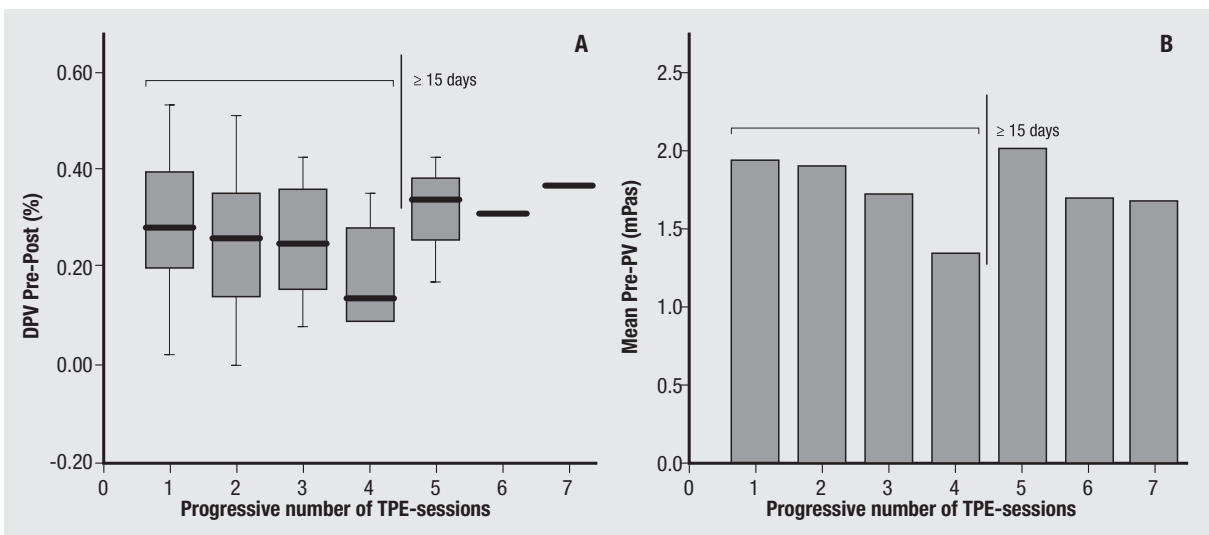 A
DPV Pre-Post (%)
0.60
0.40
0.20
0.00
-0.20
≥ 15 days
0 1 2 3 4 5 6 7
Progressive number of TPE-sessions
B
Mean Pre-PV (mPas)
2.5
2.0
1.5
1.0
0.5
0.0
≥ 15 days
0 1 2 3 4 5 6 7
Progressive number of TPE-sessions